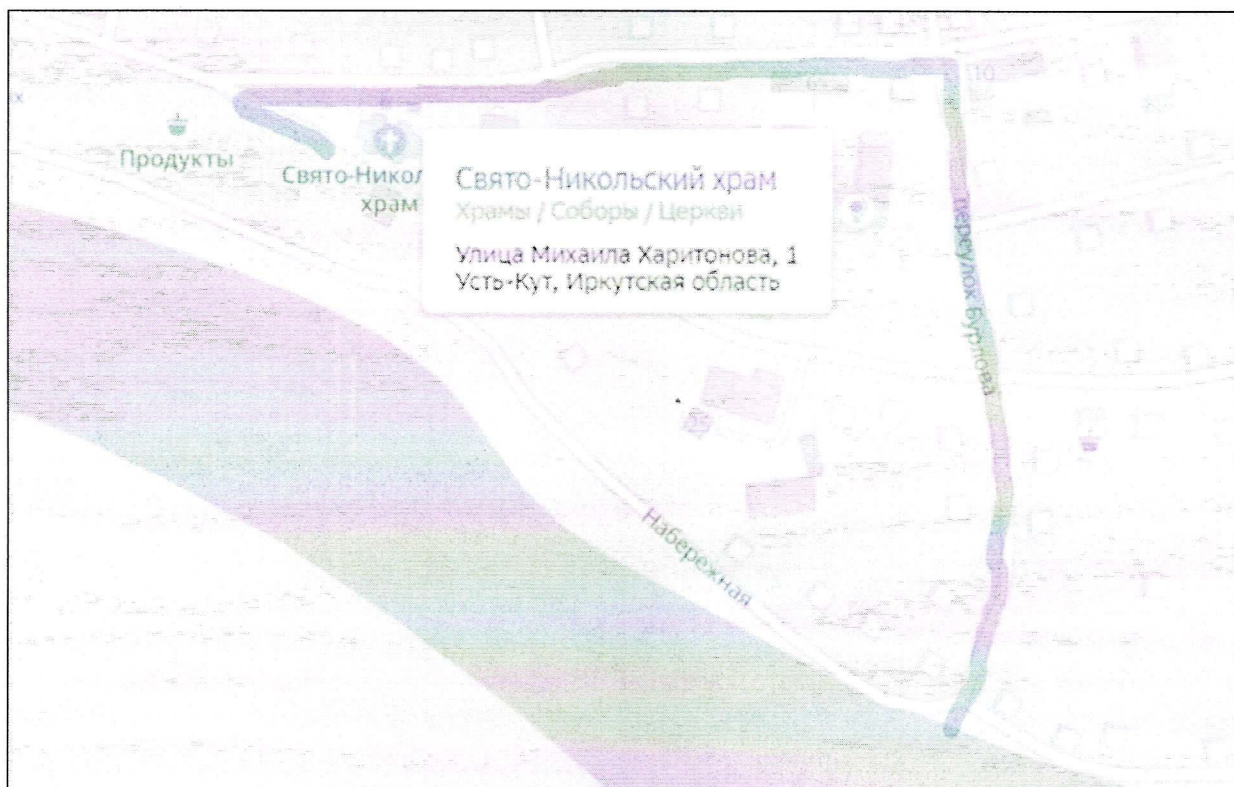 10
Продукты
Свято-Никол
храм
Свято-Никольский храм
Храмы / Соборы / Церкви
Улица Михаила Харитонова, 1
Усть-Кут, Иркутская область
переулок Бурлова
Набережная